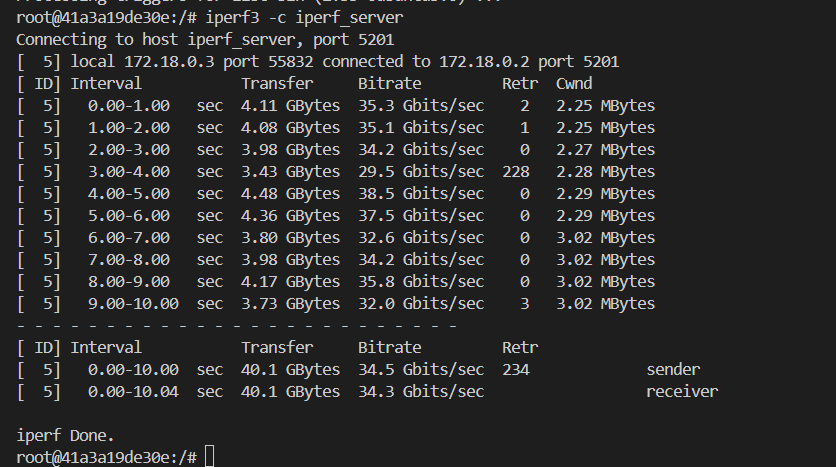 root@41a3a19de30e:/# iperf3 -c iperf_server
Connecting to host iperf_server, port 5201
[  5] local 172.18.0.3 port 55832 connected to 172.18.0.2 port 5201
[ ID] Interval           Transfer     Bitrate         Retr  Cwnd
[  5]   0.00-1.00   sec  4.11 GBytes  35.3 Gbits/sec    2   2.25 MBytes
[  5]   1.00-2.00   sec  4.08 GBytes  35.1 Gbits/sec    1   2.25 MBytes
[  5]   2.00-3.00   sec  3.98 GBytes  34.2 Gbits/sec    0   2.27 MBytes
[  5]   3.00-4.00   sec  3.43 GBytes  29.5 Gbits/sec  228   2.28 MBytes
[  5]   4.00-5.00   sec  4.48 GBytes  38.5 Gbits/sec    0   2.29 MBytes
[  5]   5.00-6.00   sec  4.36 GBytes  37.5 Gbits/sec    0   2.29 MBytes
[  5]   6.00-7.00   sec  3.80 GBytes  32.6 Gbits/sec    0   3.02 MBytes
[  5]   7.00-8.00   sec  3.98 GBytes  34.2 Gbits/sec    0   3.02 MBytes
[  5]   8.00-9.00   sec  4.17 GBytes  35.8 Gbits/sec    0   3.02 MBytes
[  5]   9.00-10.00  sec  3.73 GBytes  32.0 Gbits/sec    3   3.02 MBytes
- - - - - - - - - - - - - - - - - - - - - - - - -
[ ID] Interval           Transfer     Bitrate         Retr
[  5]   0.00-10.00  sec  40.1 GBytes  34.5 Gbits/sec  234             sender
[  5]   0.00-10.04  sec  40.1 GBytes  34.3 Gbits/sec                  receiver

iperf Done.
root@41a3a19de30e:/#